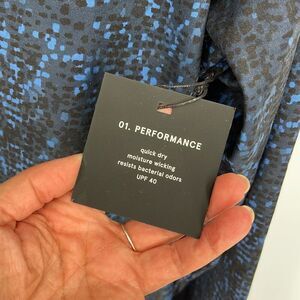 01. PERFORMANCE
quick dry
moisture wicking
resists bacterial odors
UPF 40